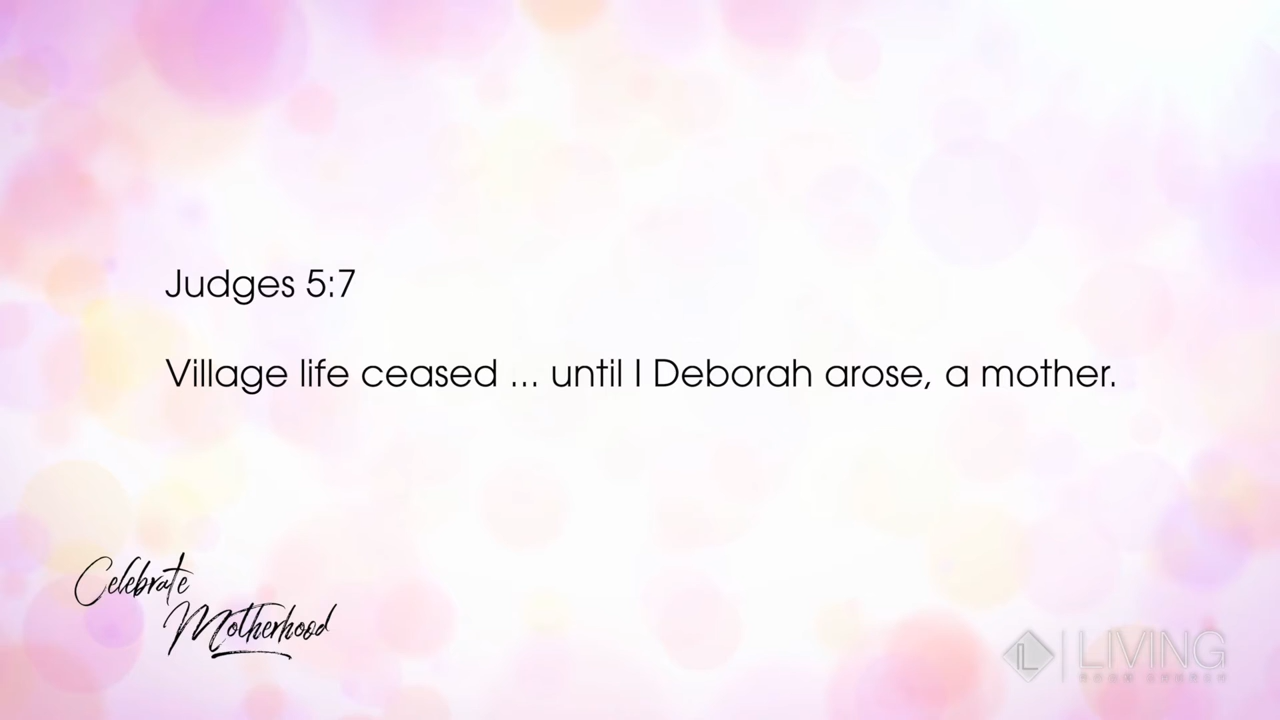 Judges 5:7
Village life ceased ... until I Deborah arose, a mother.
Celebrate
Motherhood
LIVING